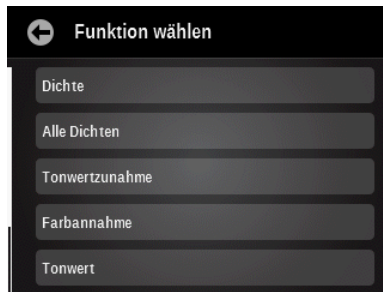 Funktion wählen
Dichte
Alle Dichten
Tonwertzunahme
Farbannahme
Tonwert